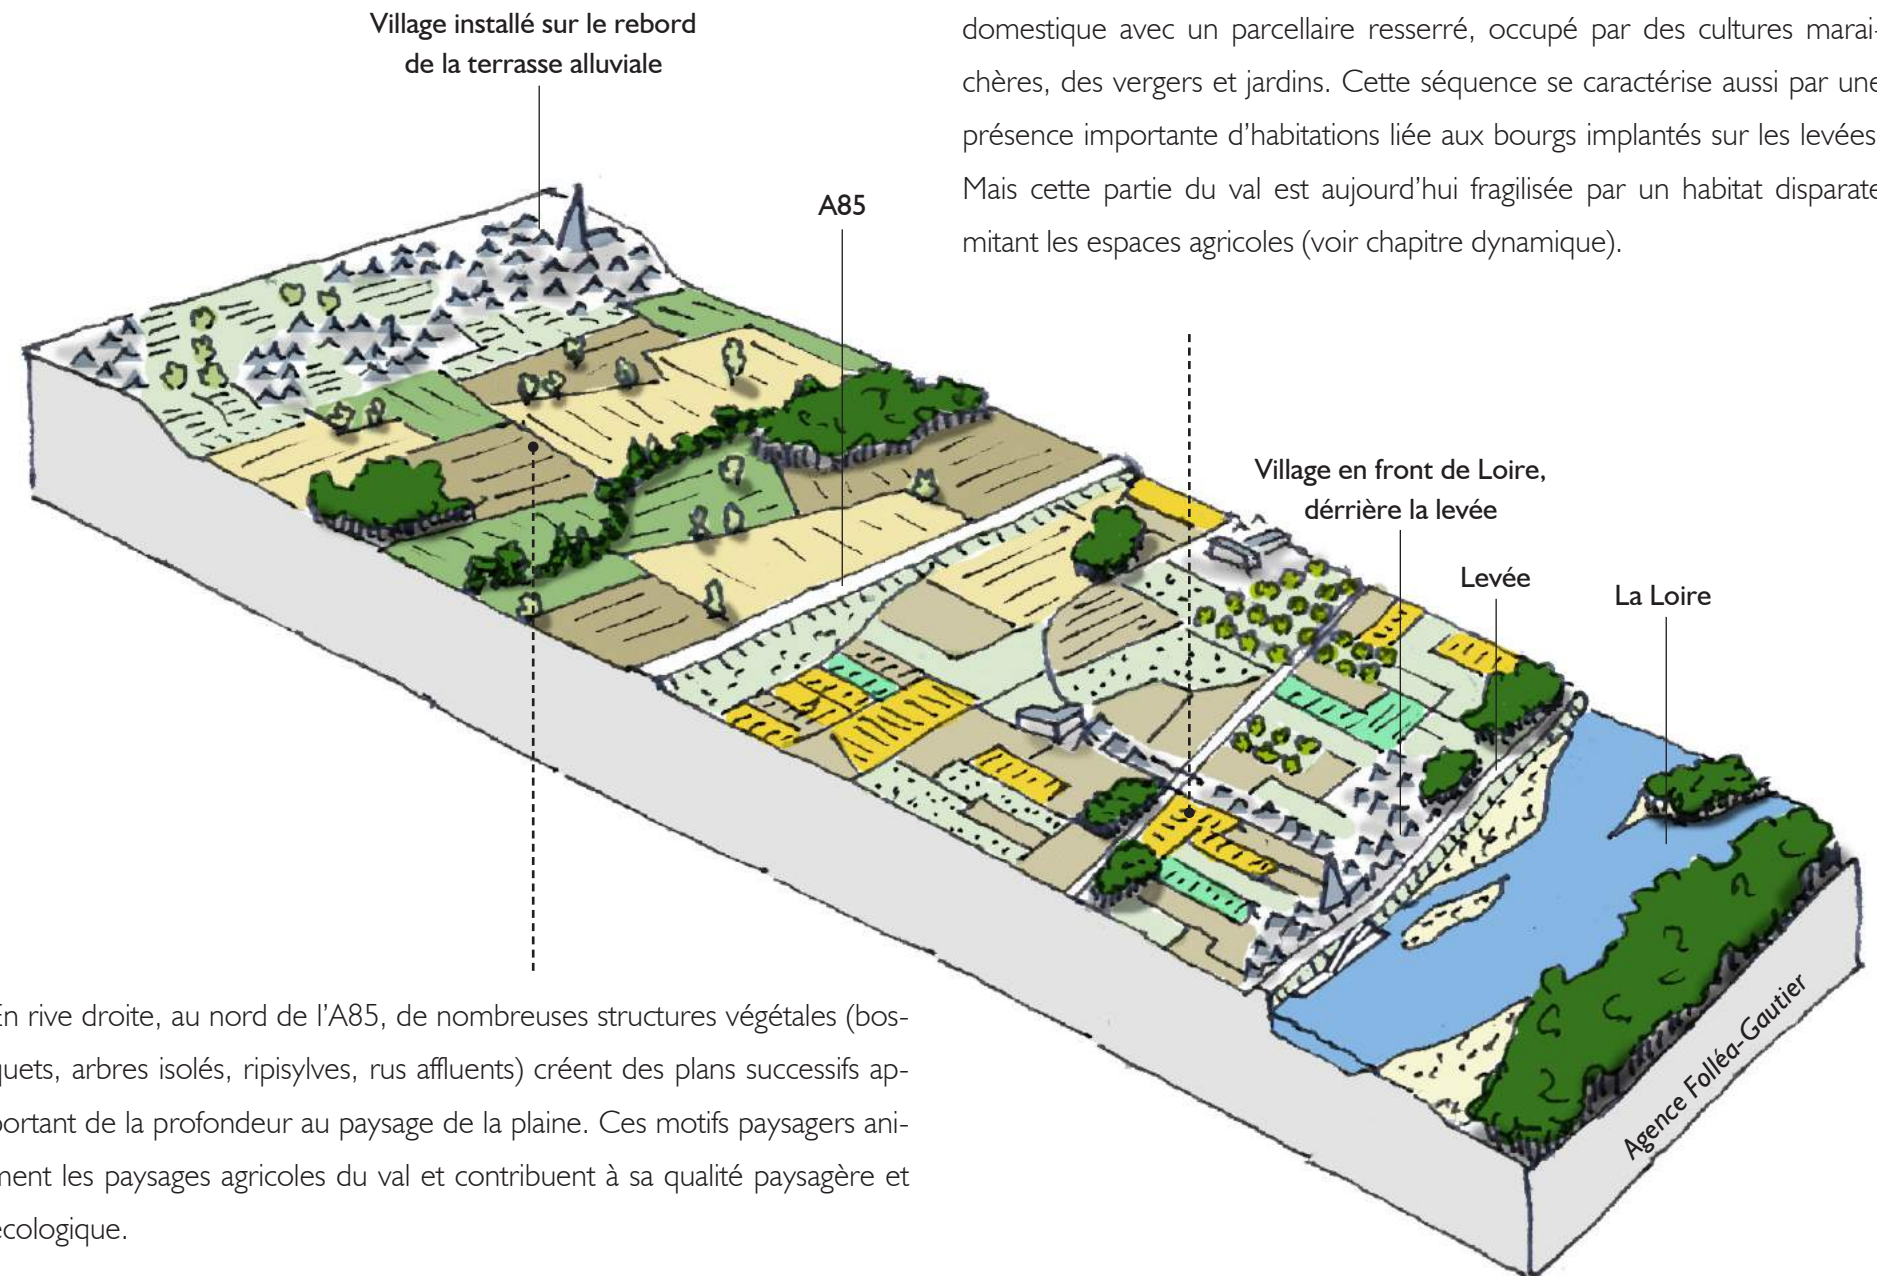 Village installé sur le rebord
de la terrasse alluviale
domestique avec un parcellaire resserré, occupé par des cultures marai-
chères, des vergers et jardins. Cette séquence se caractérise aussi par une
présence importante d’habitations liée aux bourgs implantés sur les levées
Mais cette partie du val est aujourd’hui fragilisée par un habitat disparate
mitant les espaces agricoles (voir chapitre dynamique).
A85
Village en front de Loire,
dérrière la levée
Levée
La Loire
En rive droite, au nord de l’A85, de nombreuses structures végétales (bos-
quets, arbres isolés, ripisylves, rus affluents) créent des plans successifs ap-
portant de la profondeur au paysage de la plaine. Ces motifs paysagers ani-
ment les paysages agricoles du val et contribuent à sa qualité paysagère et
écologique.
Agence Folléa-Gautier